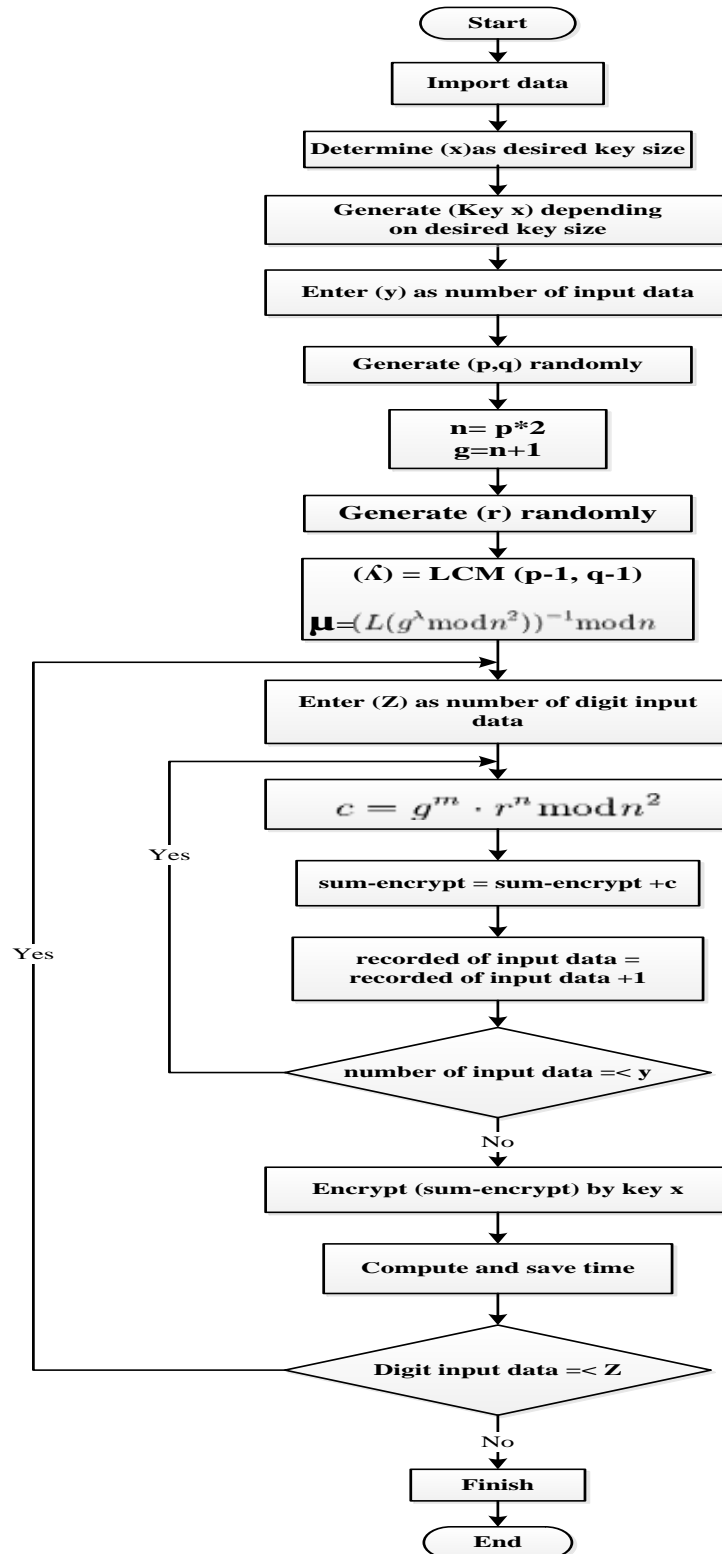 Start
Import data
Determine (x)as desired key size
Generate (Key x) depending
on desired key size
Enter (y) as number of input data
Generate (p,q) randomly
n= p*2
g=n+1
Generate (r) randomly
(ʎ́) = LCM (p-1, q-1)
μ=(L(g^λ mod n²))⁻¹ mod n
Enter (Z) as number of digit input
data
c = g^m · r^n mod n²
Yes
sum-encrypt = sum-encrypt +c
Yes
recorded of input data =
recorded of input data +1
number of input data =< y
No
Encrypt (sum-encrypt) by key x
Compute and save time
Digit input data =< Z
No
Finish
End